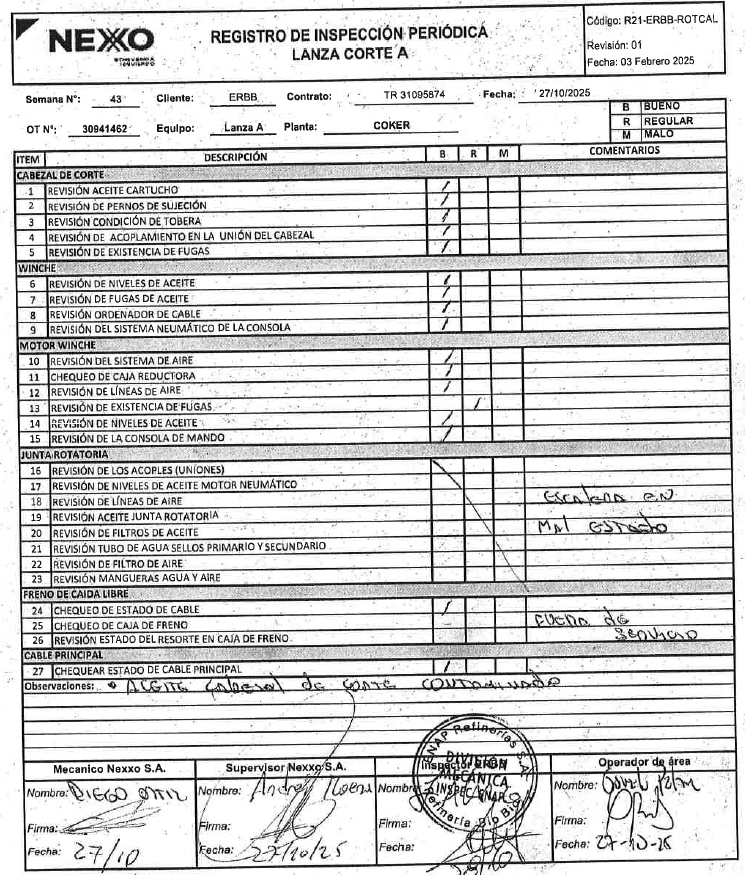 NEXXO
REGISTRO DE INSPECCIÓN PERIÓDICA
LANZA CORTE A
Código: R21-ERBB-ROTCAL
Revisión: 01
Fecha: 03 Febrero 2025
Semana N°: 43 Cliente: ERBB Contrato: TR 31095874 Fecha: 27/10/2025
OT N°: 30941462 Equipo: Lanza A Planta: COKER
B BUENO
R REGULAR
M MALO
ITEM DESCRIPCIÓN B R M COMENTARIOS
CABEZAL DE CORTE
1 REVISIÓN ACEITE CARTUCHO /
2 REVISIÓN DE PERNOS DE SUJECIÓN /
3 REVISIÓN CONDICIÓN DE TOBERA /
4 REVISIÓN DE ACOPLAMIENTO EN LA UNIÓN DEL CABEZAL /
5 REVISIÓN DE EXISTENCIA DE FUGAS /
WINCHE
6 REVISIÓN DE NIVELES DE ACEITE /
7 REVISIÓN DE FUGAS DE ACEITE /
8 REVISIÓN ORDENADOR DE CABLE /
9 REVISIÓN DEL SISTEMA NEUMÁTICO DE LA CONSOLA /
MOTOR WINCHE
10 REVISIÓN DEL SISTEMA DE AIRE /
11 CHEQUEO DE CAJA REDUCTORA /
12 REVISIÓN DE LÍNEAS DE AIRE /
13 REVISIÓN DE EXISTENCIA DE FUGAS /
14 REVISIÓN DE NIVELES DE ACEITE /
15 REVISIÓN DE LA CONSOLA DE MANDO /
JUNTA ROTATORIA
16 REVISIÓN DE LOS ACOPLES (UNIONES)
17 REVISIÓN DE NIVELES DE ACEITE MOTOR NEUMÁTICO
18 REVISIÓN DE LÍNEAS DE AIRE Escalera en
19 REVISIÓN ACEITE JUNTA ROTATORIA
20 REVISIÓN DE FILTROS DE ACEITE Mal estado
21 REVISIÓN TUBO DE AGUA SELLOS PRIMARIO Y SECUNDARIO
22 REVISIÓN DE FILTRO DE AIRE
23 REVISIÓN MANGUERAS AGUA Y AIRE
FRENO DE CAIDA LIBRE
24 CHEQUEO DE ESTADO DE CABLE /
25 CHEQUEO DE CAJA DE FRENO Fuera de
26 REVISIÓN ESTADO DEL RESORTE EN CAJA DE FRENO Servicio
CABLE PRINCIPAL
27 CHEQUEAR ESTADO DE CABLE PRINCIPAL /
Observaciones: • Aceite Cabezal de corte contaminado
Mecanico Nexxo S.A. Supervisor Nexxo S.A. Inspector ERBB Operador de área
Nombre: DIEGO ORTIZ Nombre: Andres Nombre: Nombre:
Firma: Firma: Firma: Firma:
Fecha: 27/10 Fecha: 27/10/25 Fecha: Fecha: 27-10-25
ENAP Refinerías S.A.
DIVISIÓN
MECÁNICA
INSPEC. ENAP
Refinería Bío Bío